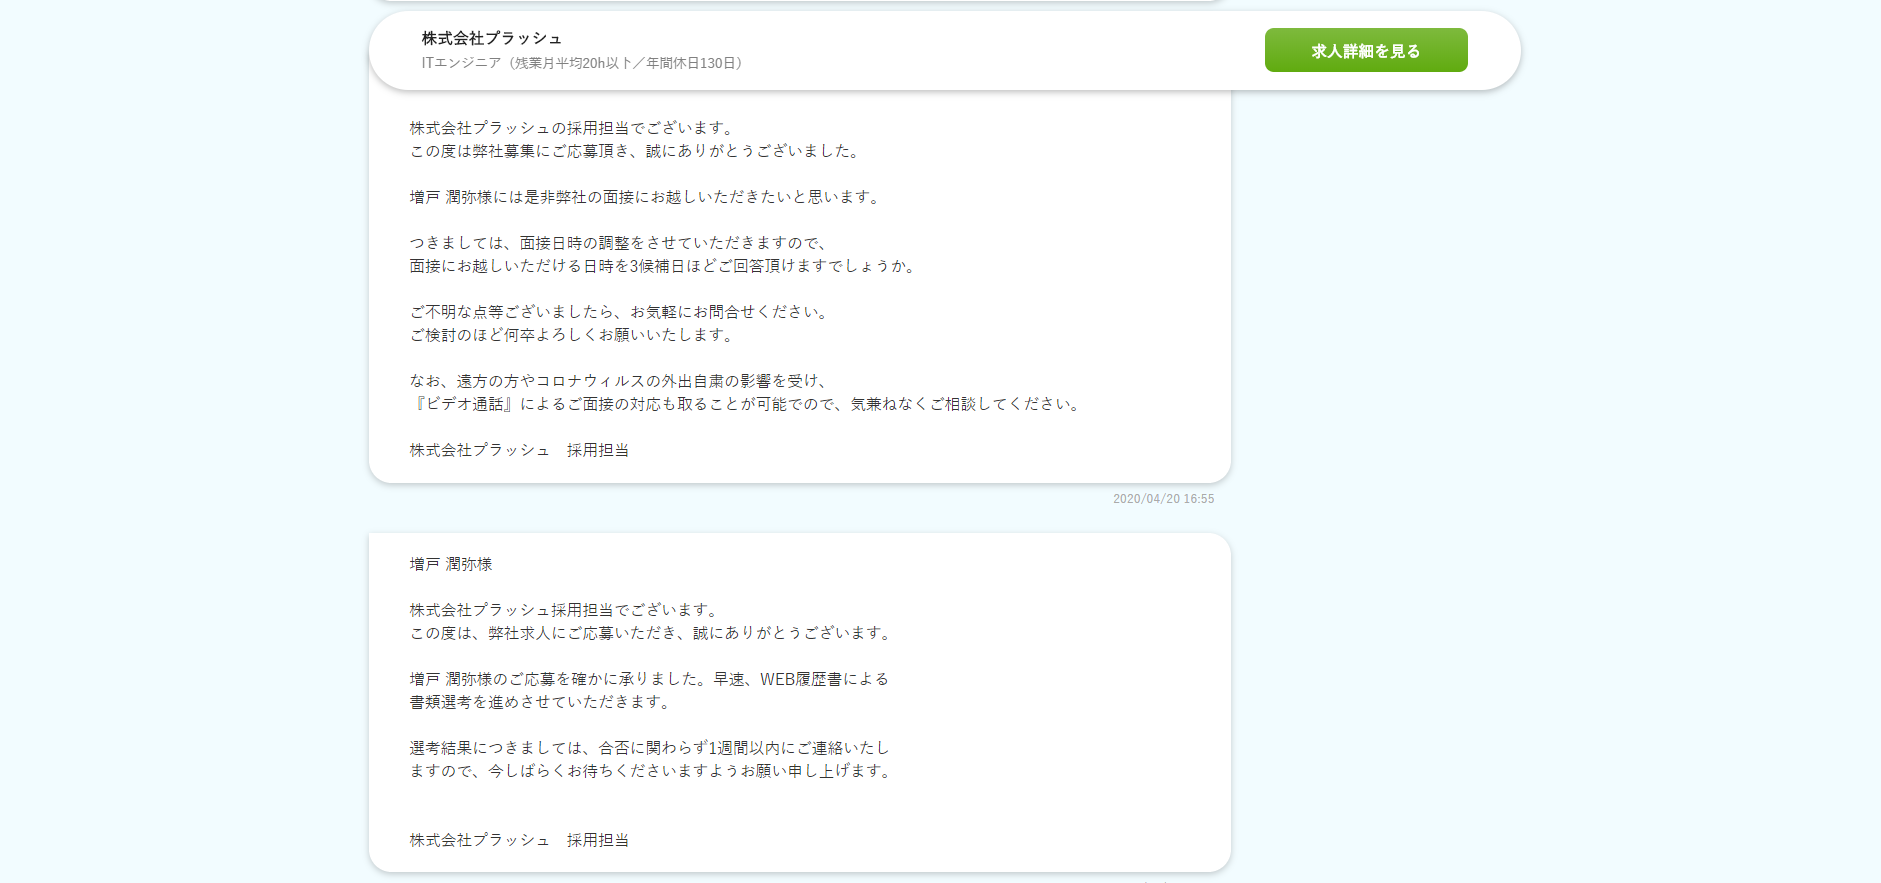 株式会社プラッシュ
ITエンジニア（残業月平均20h以下／年間休日130日）
求人詳細を見る
株式会社プラッシュの採用担当でございます。
この度は弊社募集にご応募頂き、誠にありがとうございました。
増戸 潤弥様には是非弊社の面接にお越しいただきたいと思います。
つきましては、面接日時の調整をさせていただきますので、
面接にお越しいただける日時を3候補日ほどご回答頂けますでしょうか。
ご不明な点等ございましたら、お気軽にお問合せください。
ご検討のほど何卒よろしくお願いいたします。
なお、遠方の方やコロナウィルスの外出自粛の影響を受け、
『ビデオ通話』によるご面接の対応も取ることが可能でので、気兼ねなくご相談してください。
株式会社プラッシュ　採用担当
2020/04/20 16:55
増戸 潤弥様
株式会社プラッシュ採用担当でございます。
この度は、弊社求人にご応募いただき、誠にありがとうございます。
増戸 潤弥様のご応募を確かに承りました。早速、WEB履歴書による
書類選考を進めさせていただきます。
選考結果につきましては、合否に関わらず1週間以内にご連絡いたし
ますので、今しばらくお待ちくださいますようお願い申し上げます。
株式会社プラッシュ　採用担当